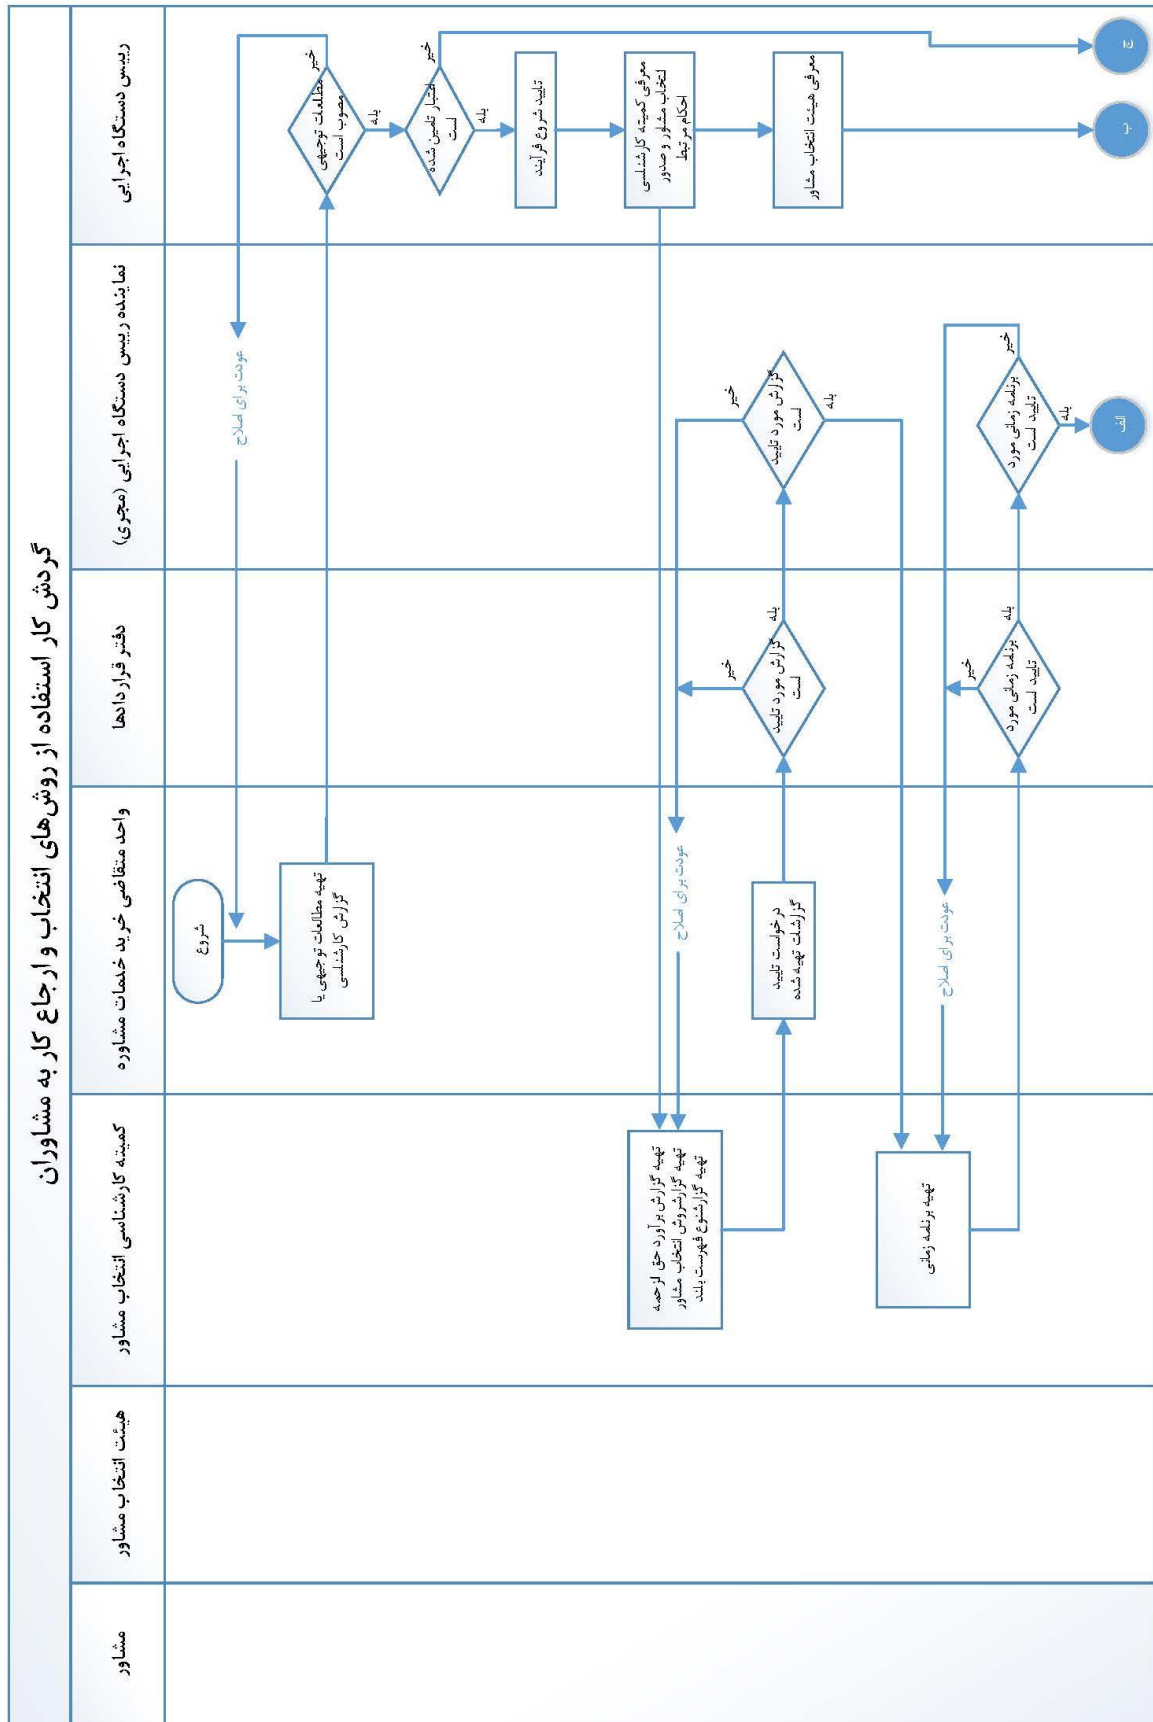 گردش کار استفاده از روش‌های انتخاب و ارجاع کار به مشاوران
رییس دستگاه اجرایی
نماینده رییس دستگاه اجرایی (مجری)
دفتر قراردادها
واحد متقاضی خرید خدمات مشاوره
کمیته کارشناسی انتخاب مشاور
هیئت انتخاب مشاور
مشاور
شروع
تهیه مطالعات توجیهی یا
گزارش کارشناسی
عودت برای اصلاح
مطالعات توجیهی
مصوب است
خیر
بله
اعتبار تامین شده
است
خیر
بله
تایید شروع فرآیند
معرفی کمیته کارشناسی
انتخاب مشاور و صدور
احکام مرتبط
معرفی هیئت انتخاب مشاور
تهیه گزارش برآورد حق الزحمه
تهیه گزارشروش انتخاب مشاور
تهیه گزارشنوع فهرست بلند
عودت برای اصلاح
درخواست تایید
گزارشات تهیه شده
گزارش مورد تایید
است
خیر
بله
گزارش مورد تایید
است
خیر
بله
تهیه برنامه زمانی
عودت برای اصلاح
برنامه زمانی مورد
تایید است
خیر
بله
برنامه زمانی مورد
تایید است
خیر
بله
الف
ب
ج